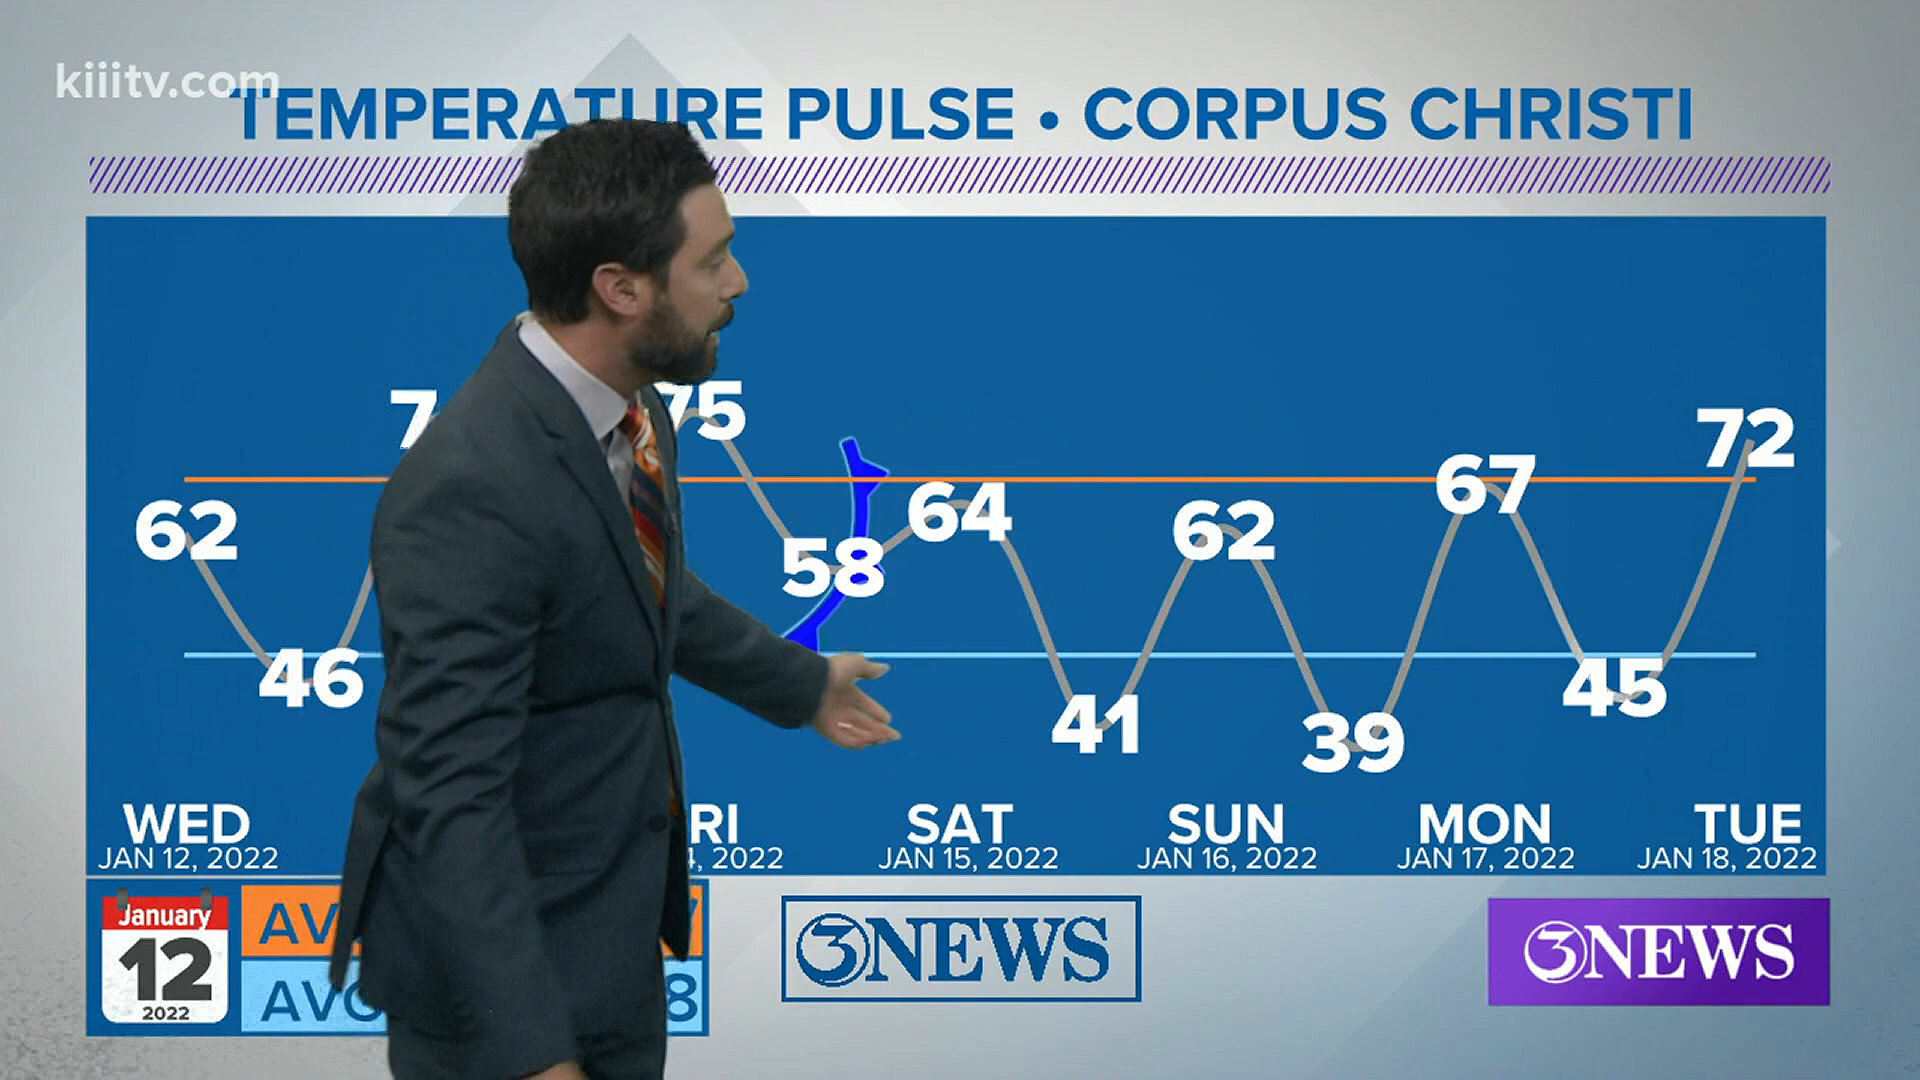 kiiitv.com
TEMPERATURE PULSE • CORPUS CHRISTI
75
72
67
64
62
62
58
46
45
41
39
WED SAT SUN MON TUE
JAN 12, 2022 2022 JAN 15, 2022 JAN 16, 2022 JAN 17, 2022 JAN 18, 2022
January
12
2022
3NEWS
3NEWS